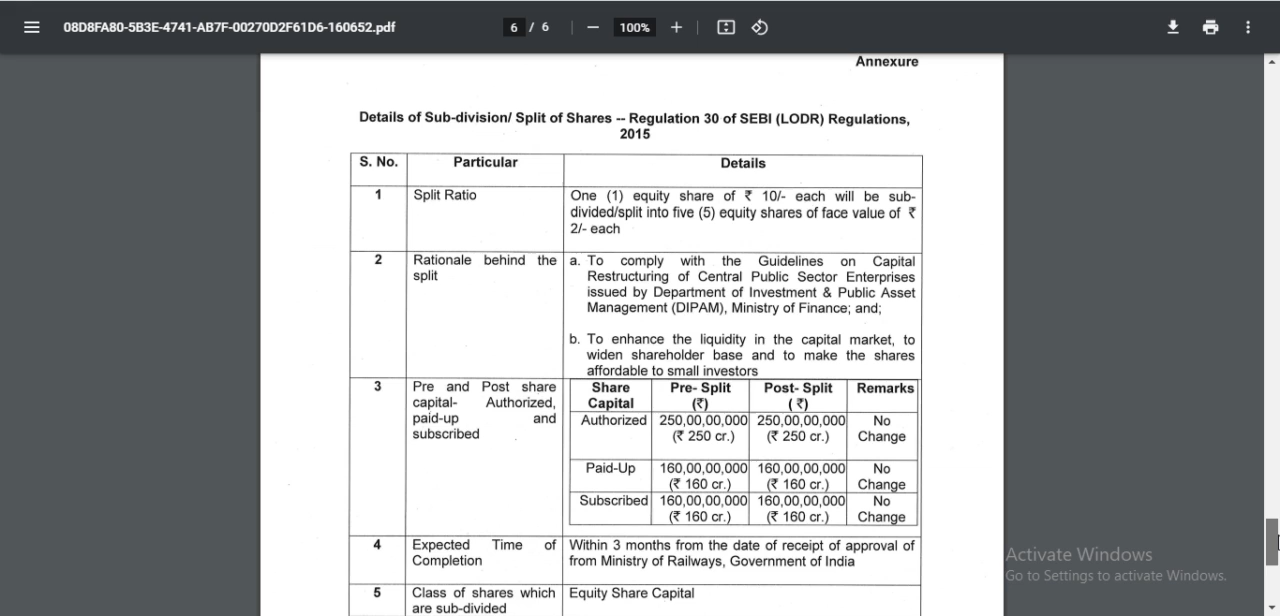 08D8FA80-5B3E-4741-AB7F-00270D2F61D6-160652.pdf
6 / 6
100%
Annexure
Details of Sub-division/ Split of Shares -- Regulation 30 of SEBI (LODR) Regulations,
2015
S. No. Particular Details
1 Split Ratio One (1) equity share of ₹ 10/- each will be sub-
divided/split into five (5) equity shares of face value of ₹
2/- each
2 Rationale behind the a. To comply with the Guidelines on Capital
split Restructuring of Central Public Sector Enterprises
issued by Department of Investment & Public Asset
Management (DIPAM), Ministry of Finance; and;
b. To enhance the liquidity in the capital market, to
widen shareholder base and to make the shares
affordable to small investors
3 Pre and Post share Share Pre- Split Post- Split Remarks
capital- Authorized, Capital (₹) (₹)
paid-up and Authorized 250,00,00,000 250,00,00,000 No
subscribed (₹ 250 cr.) (₹ 250 cr.) Change
Paid-Up 160,00,00,000 160,00,00,000 No
(₹ 160 cr.) (₹ 160 cr.) Change
Subscribed 160,00,00,000 160,00,00,000 No
(₹ 160 cr.) (₹ 160 cr.) Change
4 Expected Time of Within 3 months from the date of receipt of approval of
Completion from Ministry of Railways, Government of India
5 Class of shares which Equity Share Capital
are sub-divided
Activate Windows
Go to Settings to activate Windows.